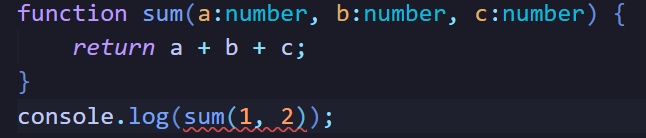 function sum(a:number, b:number, c:number) {
    return a + b + c;
}
console.log(sum(1, 2));